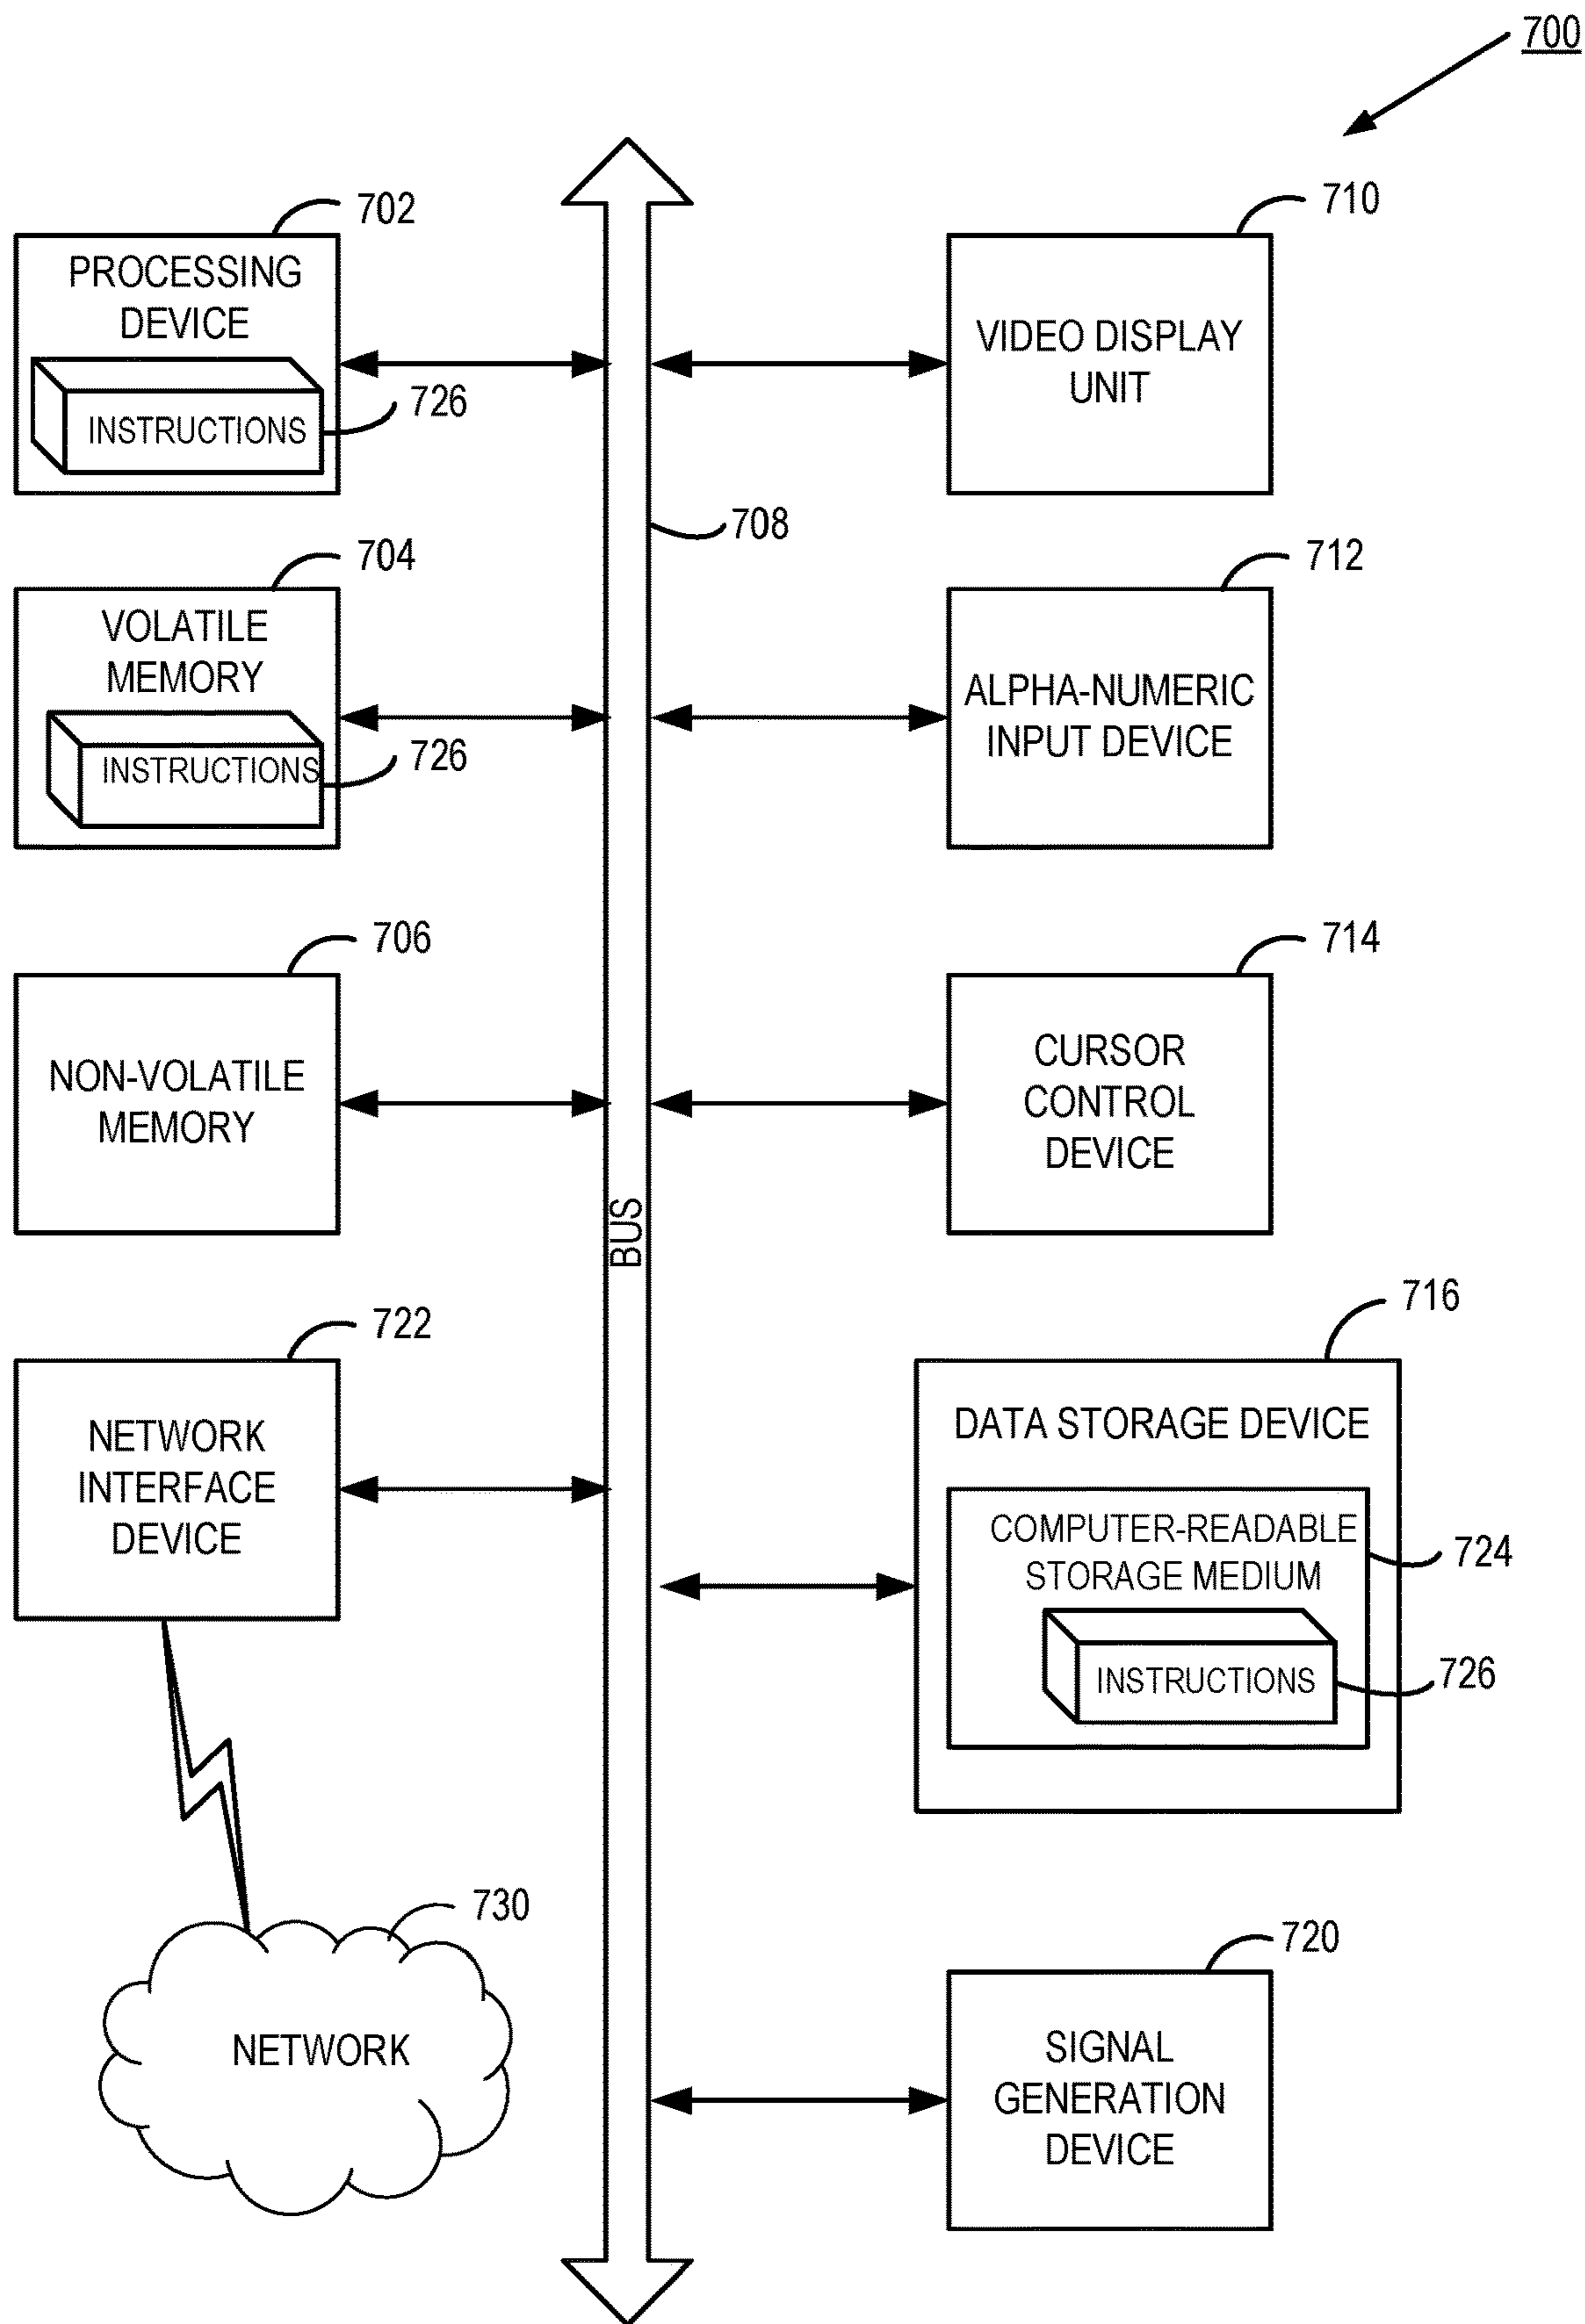 700
702
PROCESSING
DEVICE
INSTRUCTIONS
726
704
VOLATILE
MEMORY
INSTRUCTIONS
726
706
NON-VOLATILE
MEMORY
722
NETWORK
INTERFACE
DEVICE
730
NETWORK
708
BUS
710
VIDEO DISPLAY
UNIT
712
ALPHA-NUMERIC
INPUT DEVICE
714
CURSOR
CONTROL
DEVICE
716
DATA STORAGE DEVICE
COMPUTER-READABLE
STORAGE MEDIUM
724
INSTRUCTIONS
726
720
SIGNAL
GENERATION
DEVICE